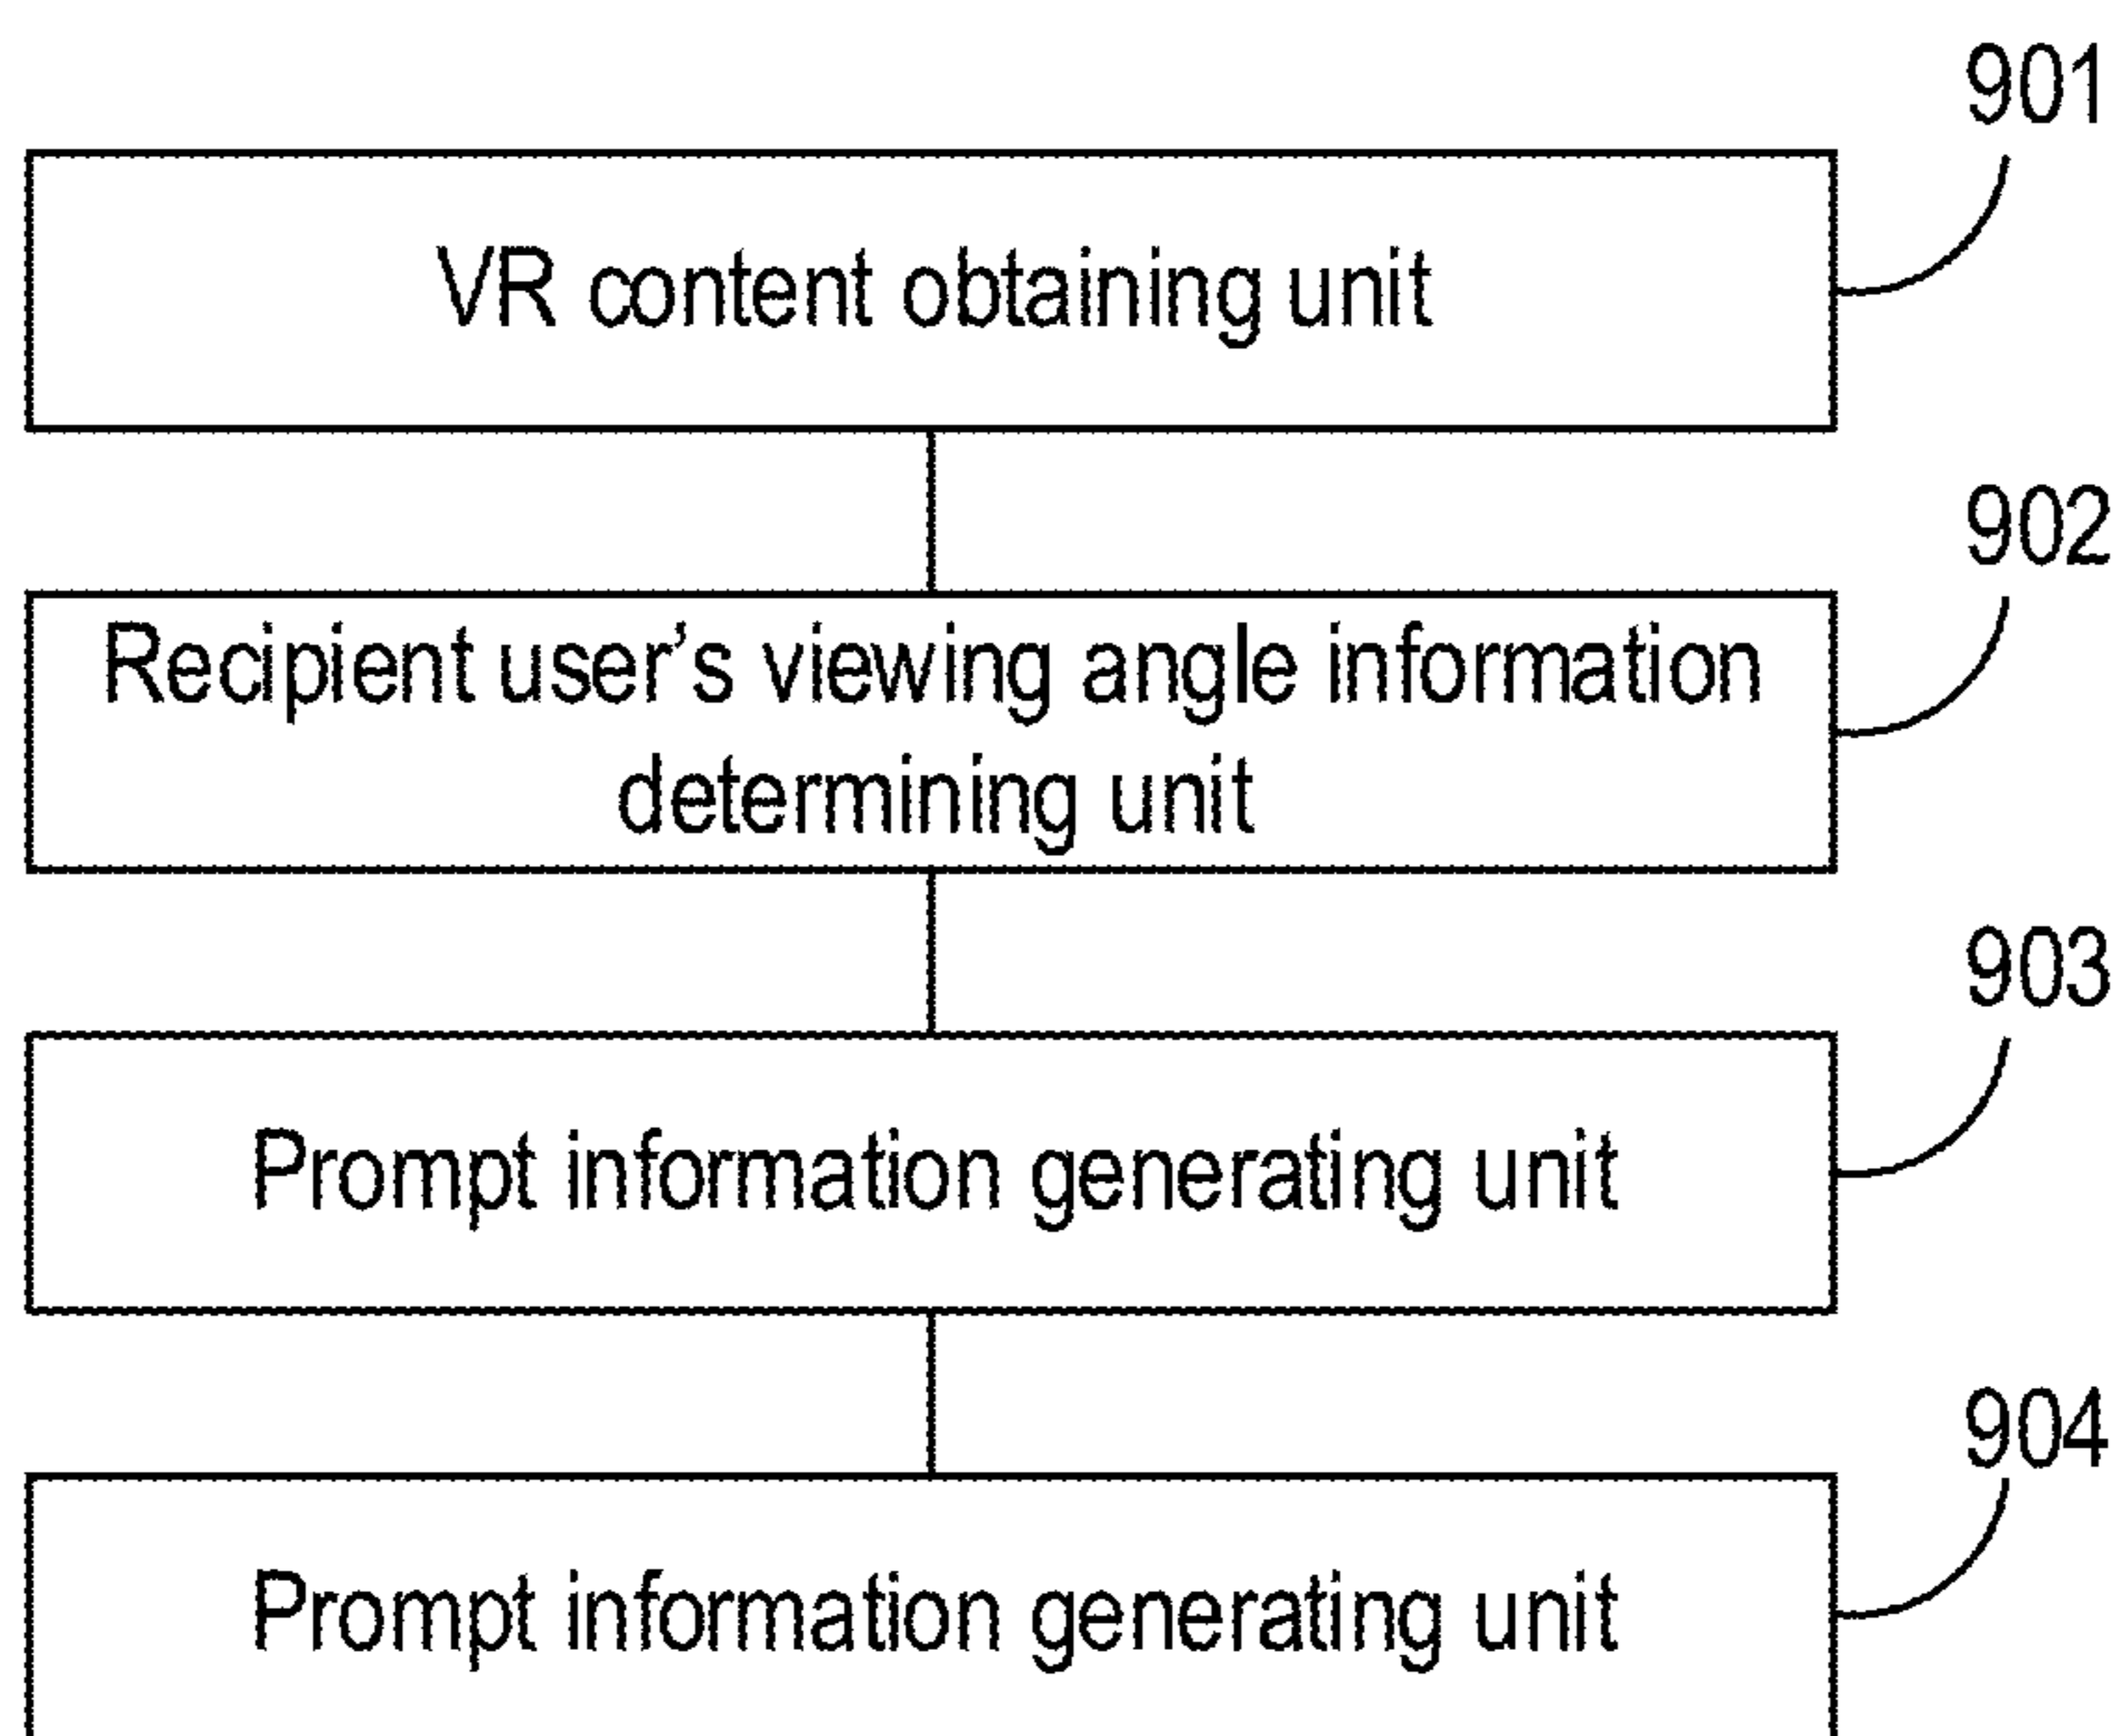 901
VR content obtaining unit
902
Recipient user’s viewing angle information
determining unit
903
Prompt information generating unit
904
Prompt information generating unit